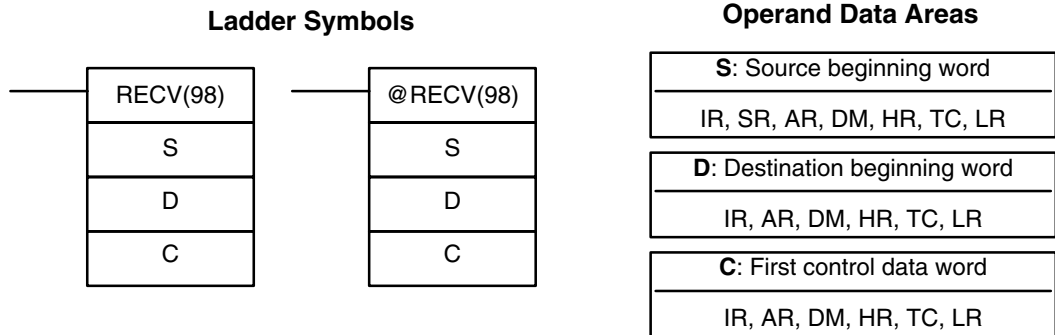 Ladder Symbols
RECV(98)
S
D
C
@RECV(98)
S
D
C
Operand Data Areas
S: Source beginning word
IR, SR, AR, DM, HR, TC, LR
D: Destination beginning word
IR, AR, DM, HR, TC, LR
C: First control data word
IR, AR, DM, HR, TC, LR